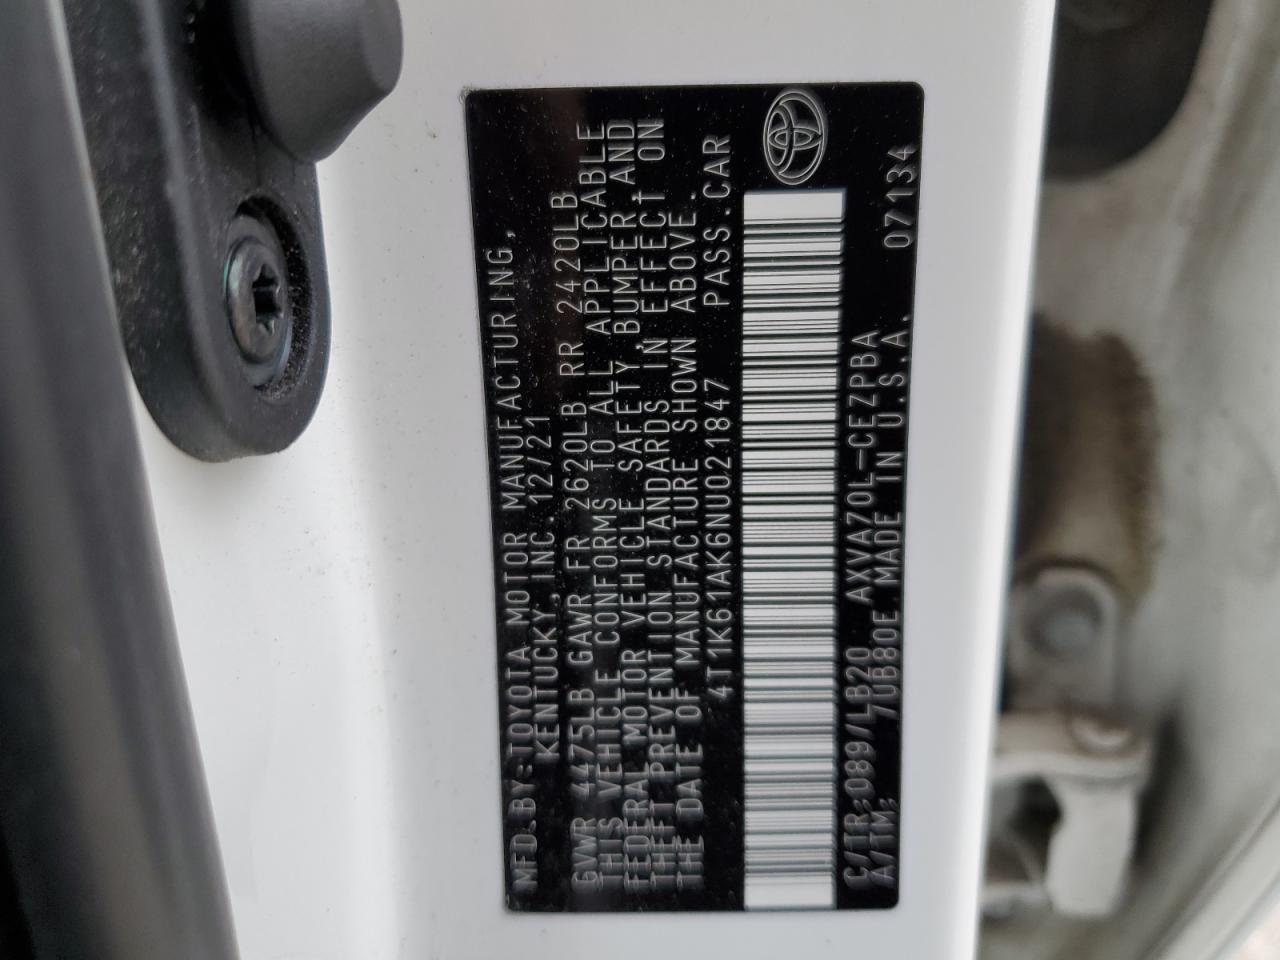 MFD.BY:TOYOTA MOTOR MANUFACTURING,
KENTUCKY,INC. 12/21
GVWR 4475LB GAWR FR 2620LB RR 2420LB
THIS VEHICLE CONFORMS TO ALL APPLICABLE
FEDERAL MOTOR VEHICLE SAFETY,BUMPER,AND
THEFT PREVENTION STANDARDS IN EFFECT ON
THE DATE OF MANUFACTURE SHOWN ABOVE.
4T1K61AK6NU021847 PASS.CAR
C/TR:089/LB20 AXVA70L-CEZPBA 07134
A/TM: /UB80E MADE IN U.S.A.